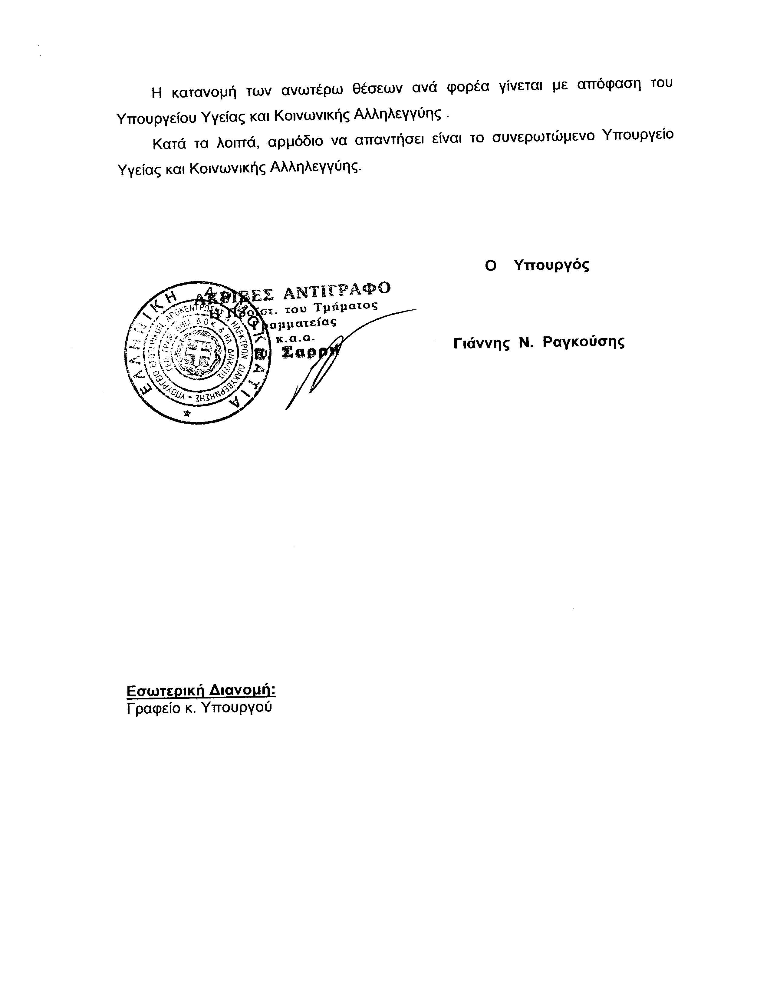 Η κατανομή των ανωτέρω θέσεων ανά φορέα γίνεται με απόφαση του
Υπουργείου Υγείας και Κοινωνικής Αλληλεγγύης .
Κατά τα λοιπά, αρμόδιο να απαντήσει είναι το συνερωτώμενο Υπουργείο
Υγείας και Κοινωνικής Αλληλεγγύης.
Ο Υπουργός
ΑΚΡΙΒΕΣ ΑΝΤΙΓΡΑΦΟ
Η Προϊστ. του Τμήματος
Γραμματείας
κ.α.α.
Σαρρή
Γιάννης Ν. Ραγκούσης
ΕΛΛΗΝΙΚΗ ΔΗΜΟΚΡΑΤΙΑ
ΥΠΟΥΡΓΕΙΟ ΕΣΩΤΕΡΙΚΩΝ, ΑΠΟΚΕΝΤΡΩΣΗΣ & ΗΛΕΚΤΡΟΝ. ΔΙΑΚΥΒΕΡΝΗΣΗΣ -
ΓΕΝ. ΓΡΑΜ. ΔΗΜ. Δ.Ο.Κ. & ΗΛ. ΔΙΑΚ/ΣΗΣ
Εσωτερική Διανομή:
Γραφείο κ. Υπουργού